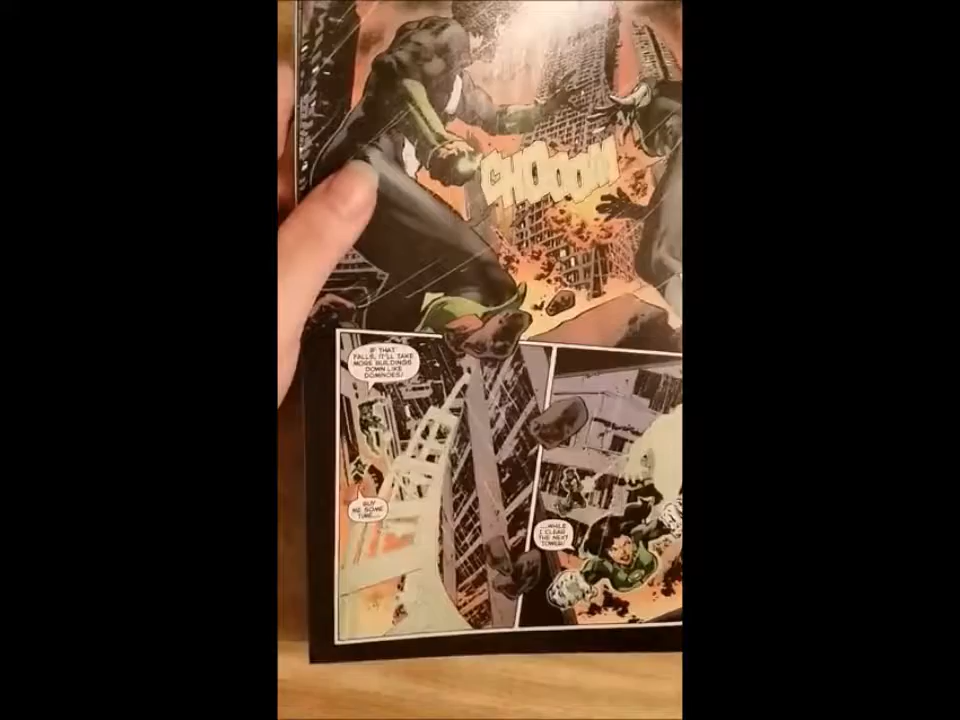 CHOOOM
IF THAT
FALLS, IT'LL TAKE
MORE BUILDINGS
DOWN LIKE
DOMINOES!
BUY
ME SOME
TIME...
...WHILE
I CLEAR
THE NEXT
TOWER!